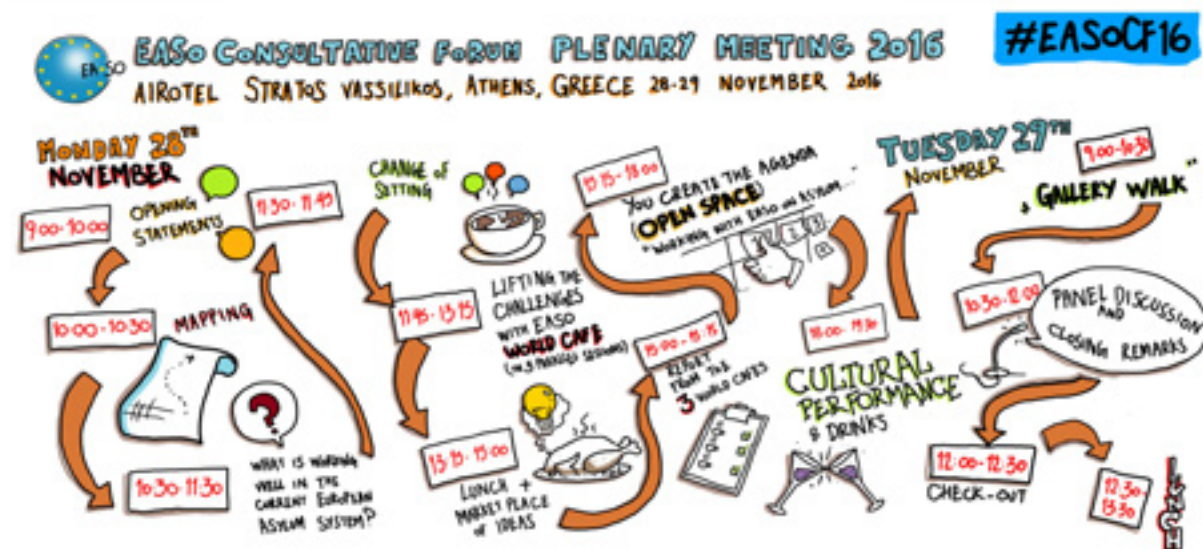 EASO
EASO CONSULTATIVE FORUM PLENARY MEETING 2016
#EASOCF16
AIROTEL STRATOS VASSILIKOS, ATHENS, GREECE 28-29 NOVEMBER 2016
MONDAY 28TH
NOVEMBER
9:00-10:00
OPENING
STATEMENTS
10:00-10:30
MAPPING
10:30-11:30
?
WHAT IS WORKING
WELL IN THE
CURRENT EUROPEAN
ASYLUM SYSTEM?
11:30-11:45
CHANGE OF
SETTING
11:45-13:15
LIFTING THE
CHALLENGES
WITH EASO
WORLD CAFE
(IN 3 PARALLEL SESSIONS)
13:15-15:00
LUNCH +
MARKET PLACE
OF IDEAS
15:00-15:15
REPORT
FROM THE
3 WORLD CAFES
15:15-18:00
YOU CREATE THE AGENDA
(OPEN SPACE)
"WORKING WITH EASO ON ASYLUM..."
18:00-
CULTURAL
PERFORMANCE
& DRINKS
TUESDAY 29TH
NOVEMBER
9:00-10:30
GALLERY WALK
10:30-12:00
PANEL DISCUSSION
AND
CLOSING REMARKS
12:00-12:30
CHECK-OUT
12:30-
13:30
LUNCH